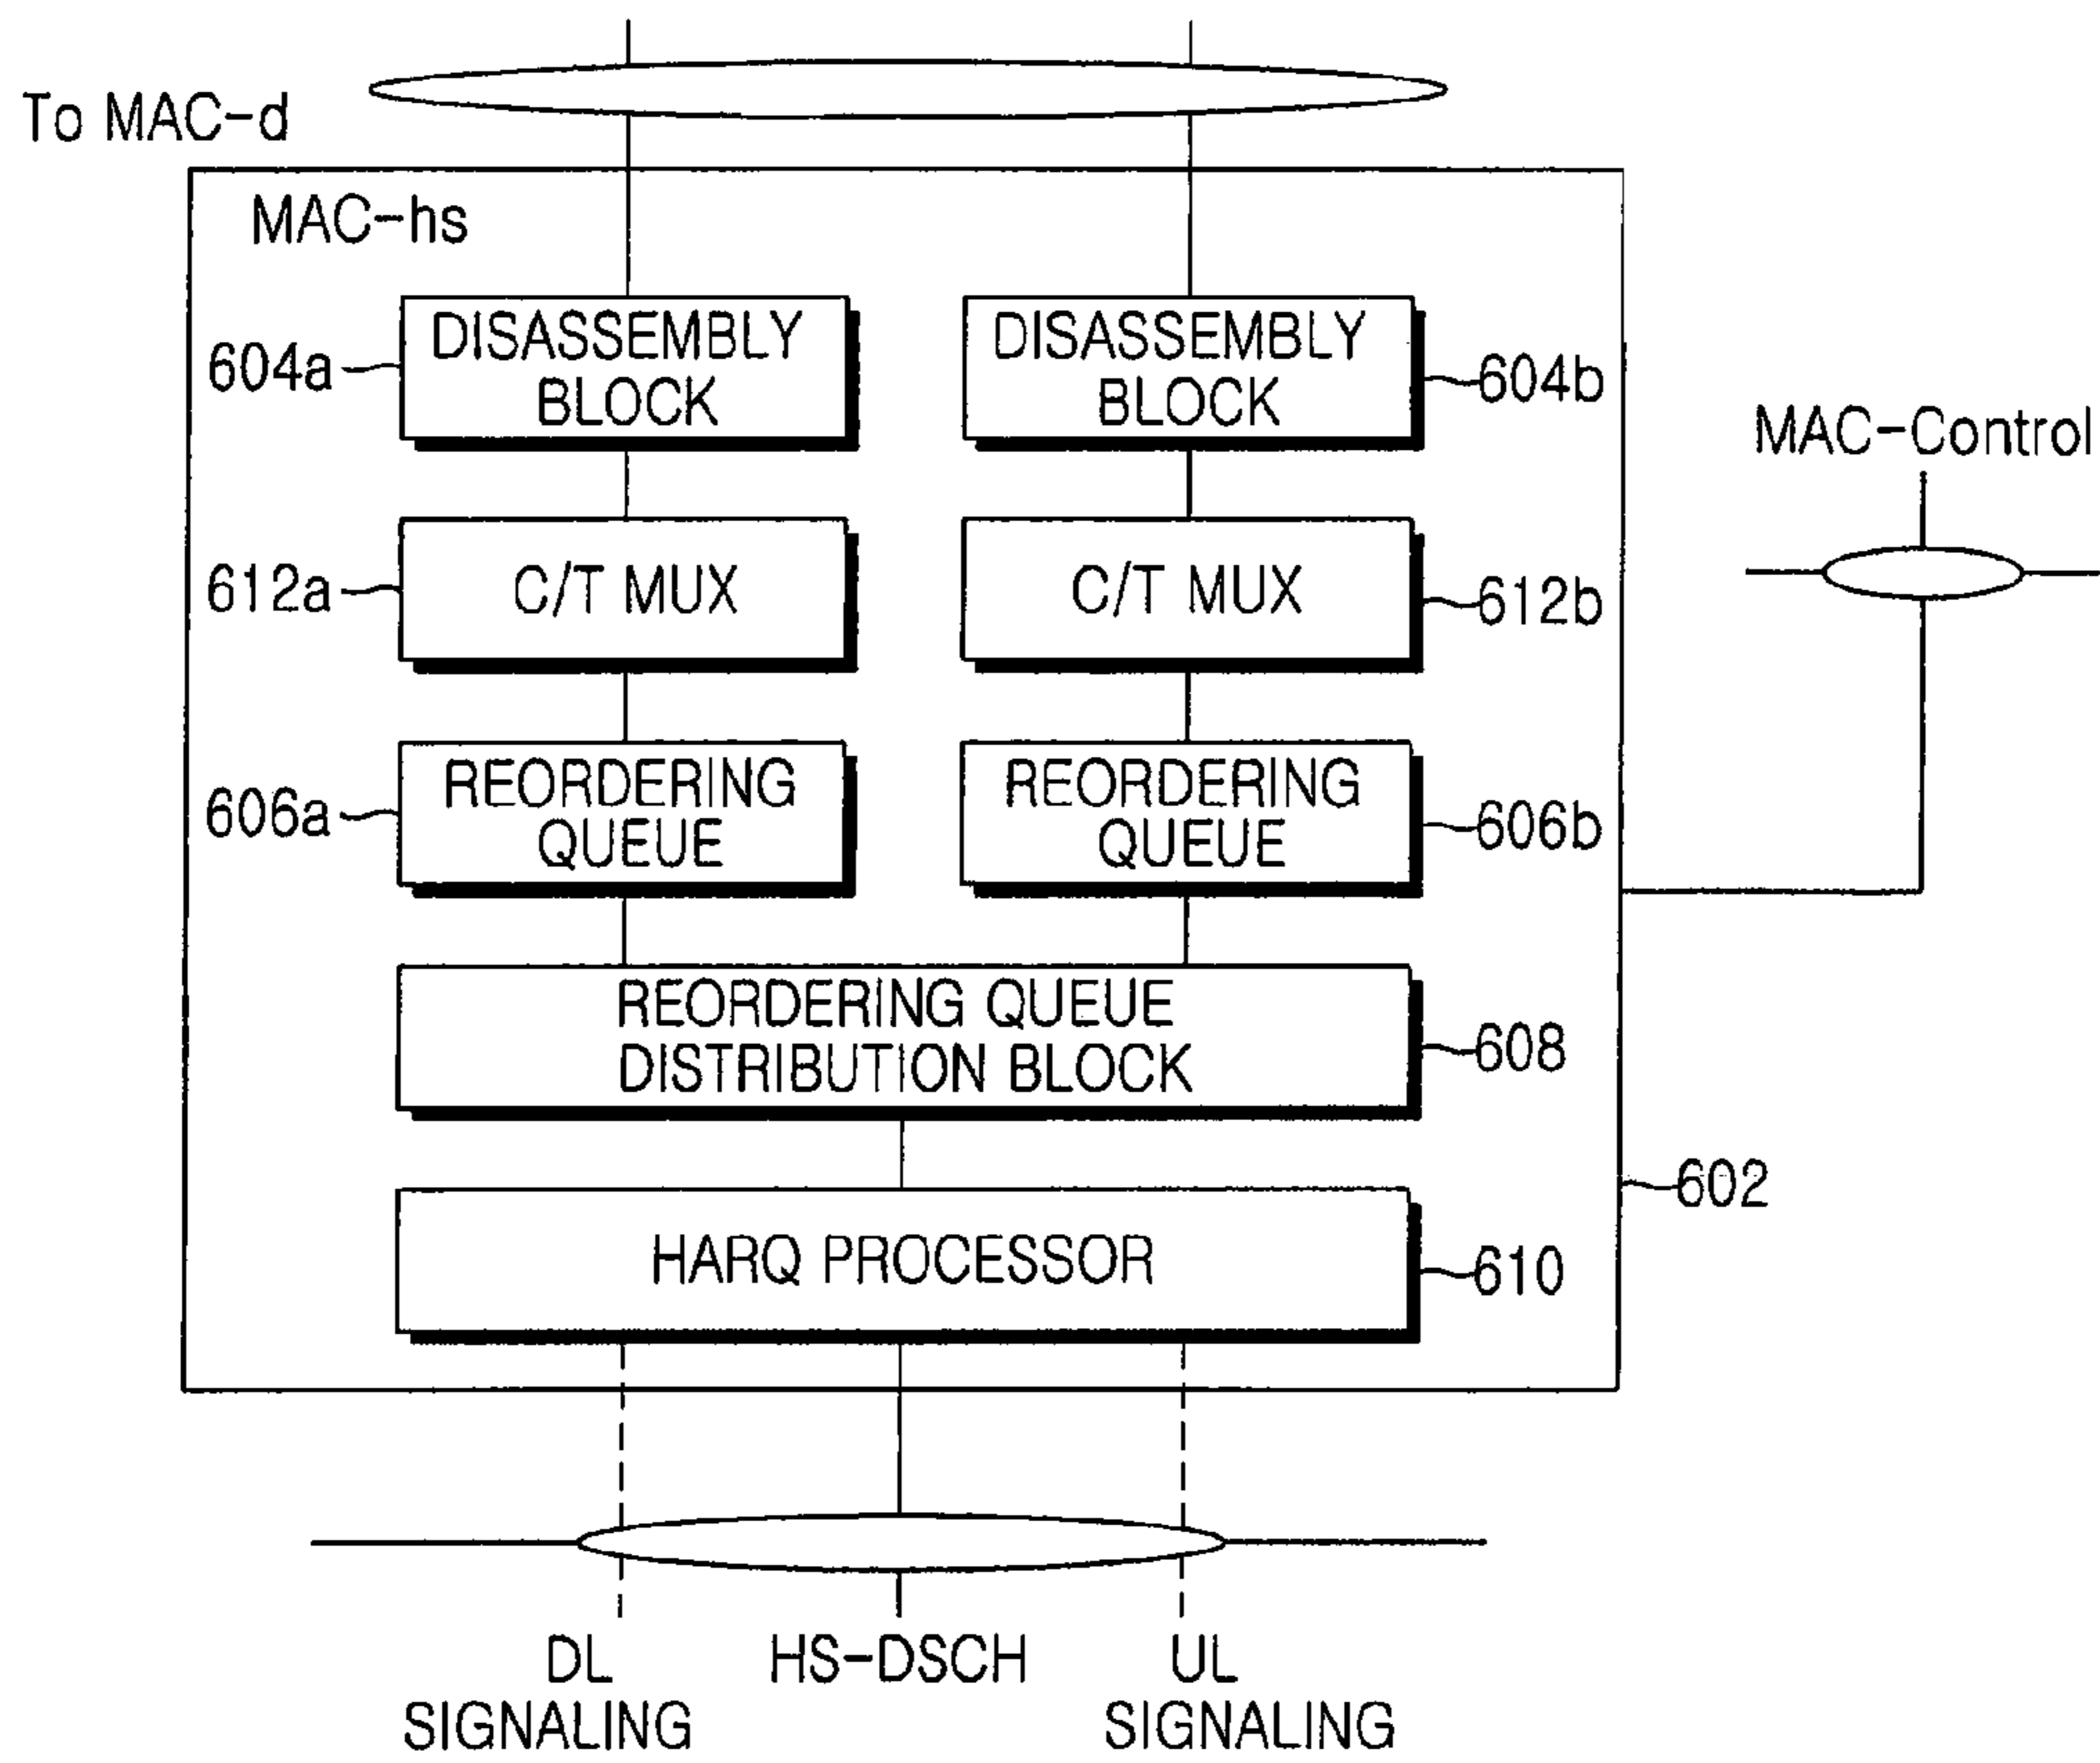 To MAC-d
MAC-hs
DISASSEMBLY
BLOCK
DISASSEMBLY
BLOCK
604a
604b
MAC-Control
C/T MUX
C/T MUX
612a
612b
REORDERING
QUEUE
REORDERING
QUEUE
606a
606b
REORDERING QUEUE
DISTRIBUTION BLOCK
608
602
HARQ PROCESSOR
610
DL
SIGNALING
HS-DSCH
UL
SIGNALING